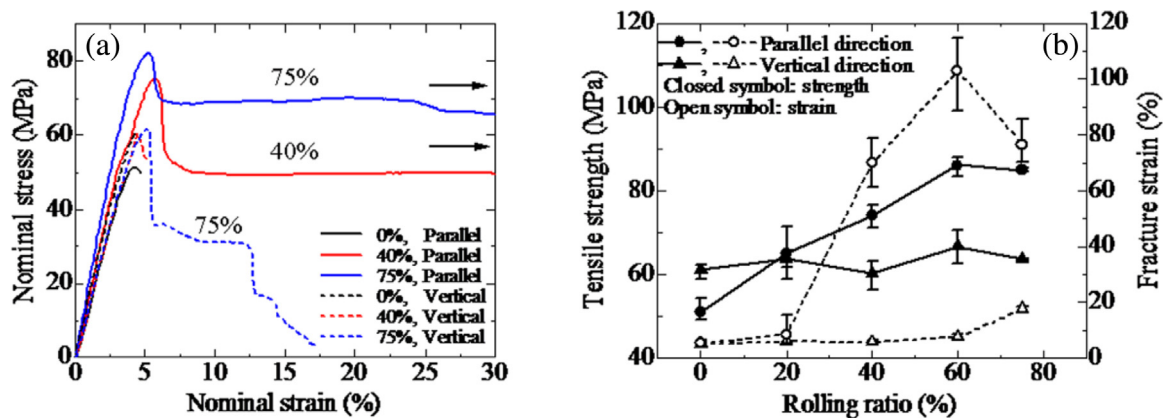 (a)
Nominal stress (MPa)
80
60
40
20
0
75%
40%
75%
0%, Parallel
40%, Parallel
75%, Parallel
0%, Vertical
40%, Vertical
75%, Vertical
0 5 10 15 20 25 30
Nominal strain (%)
(b)
Tensile strength (MPa)
120
100
80
60
40
, Parallel direction
, Vertical direction
Closed symbol: strength
Open symbol: strain
120
100
80
60
40
20
0
Fracture strain (%)
0 20 40 60 80
Rolling ratio (%)